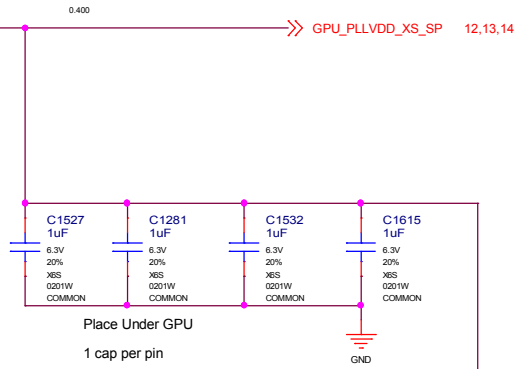 0.400
GPU_PLLVDD_XS_SP 12,13,14
C1527 C1281 C1532 C1615
1uF 1uF 1uF 1uF
6.3V 6.3V 6.3V 6.3V
20% 20% 20% 20%
X6S X6S X6S X6S
0201W 0201W 0201W 0201W
COMMON COMMON COMMON COMMON
Place Under GPU
1 cap per pin
GND